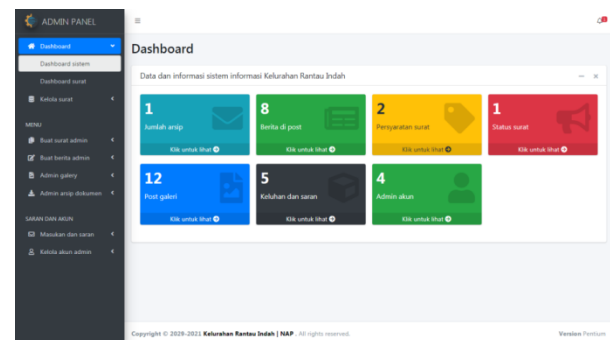 ADMIN PANEL
Dashboard
Dashboard sistem
Dashboard surat
Kelola surat
MENU
Buat surat admin
Buat berita admin
Admin galery
Admin arsip dokumen
SARAN DAN AKUN
Masukan dan saran
Kelola akun admin
Dashboard
Data dan informasi sistem informasi Kelurahan Rantau Indah
1
Jumlah arsip
Klik untuk lihat
8
Berita di post
Klik untuk lihat
2
Persyaratan surat
Klik untuk lihat
1
Status surat
Klik untuk lihat
12
Post galeri
Klik untuk lihat
5
Keluhan dan saran
Klik untuk lihat
4
Admin akun
Klik untuk lihat
Copyright © 2020-2021 Kelurahan Rantau Indah | NAP . All rights reserved.
Version Pentium